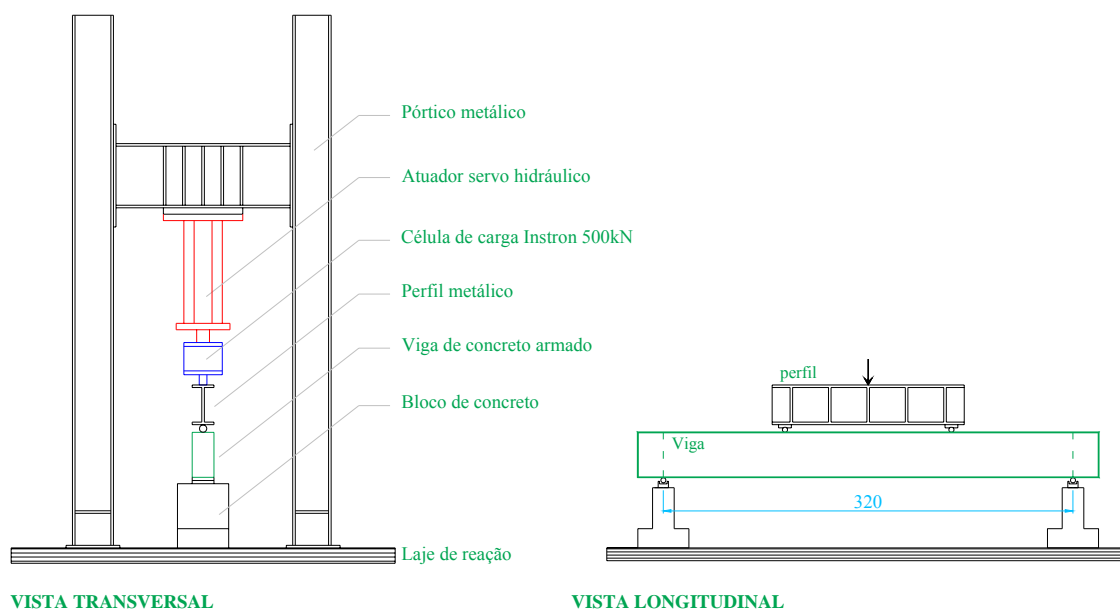 Pórtico metálico
Atuador servo hidráulico
Célula de carga Instron 500kN
Perfil metálico
Viga de concreto armado
Bloco de concreto
Laje de reação
VISTA TRANSVERSAL
perfil
Viga
320
VISTA LONGITUDINAL